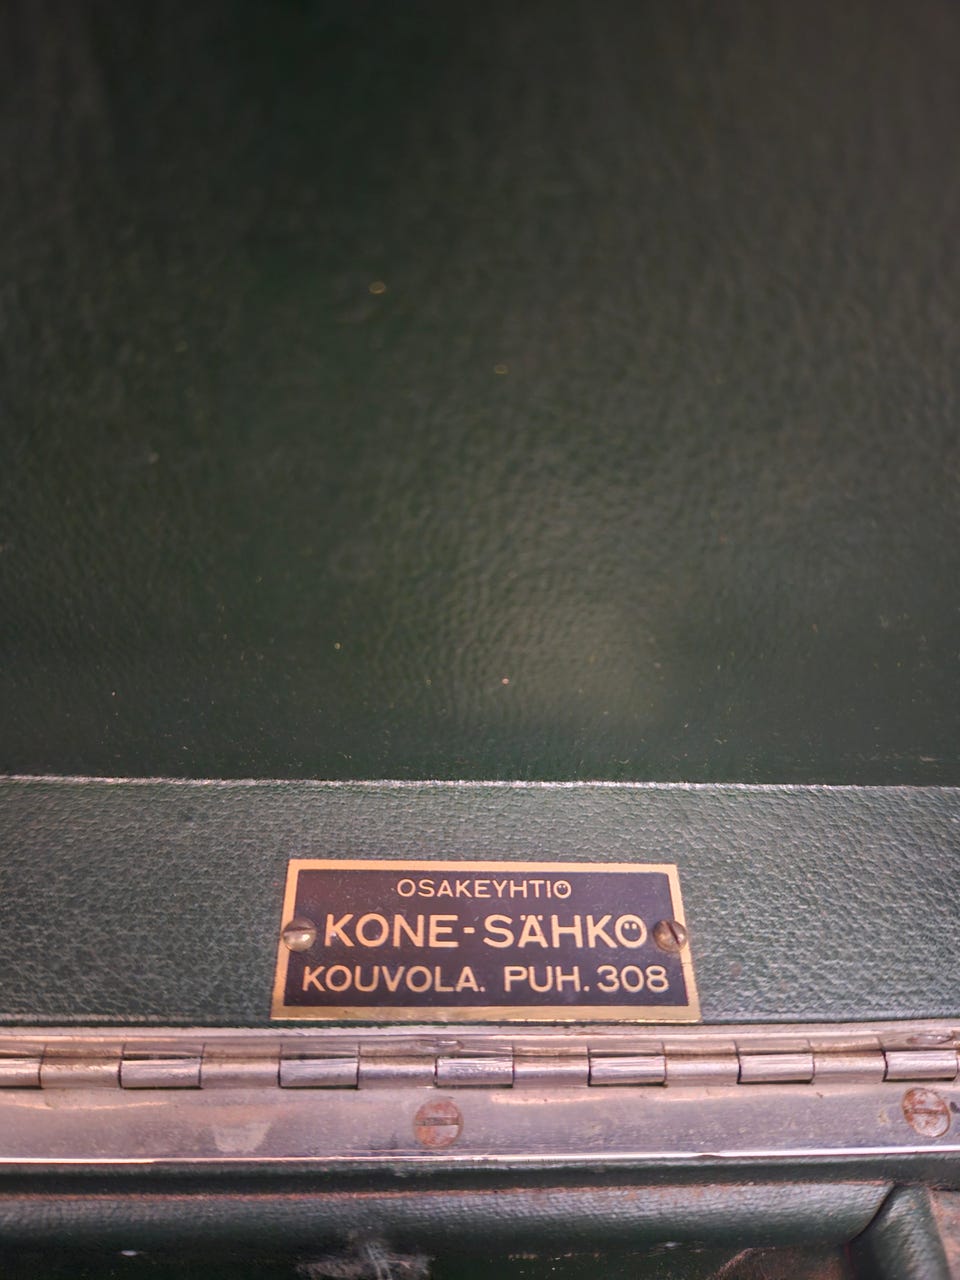 OSAKEYHTIÖ
KONE-SÄHKÖ
KOUVOLA. PUH. 308